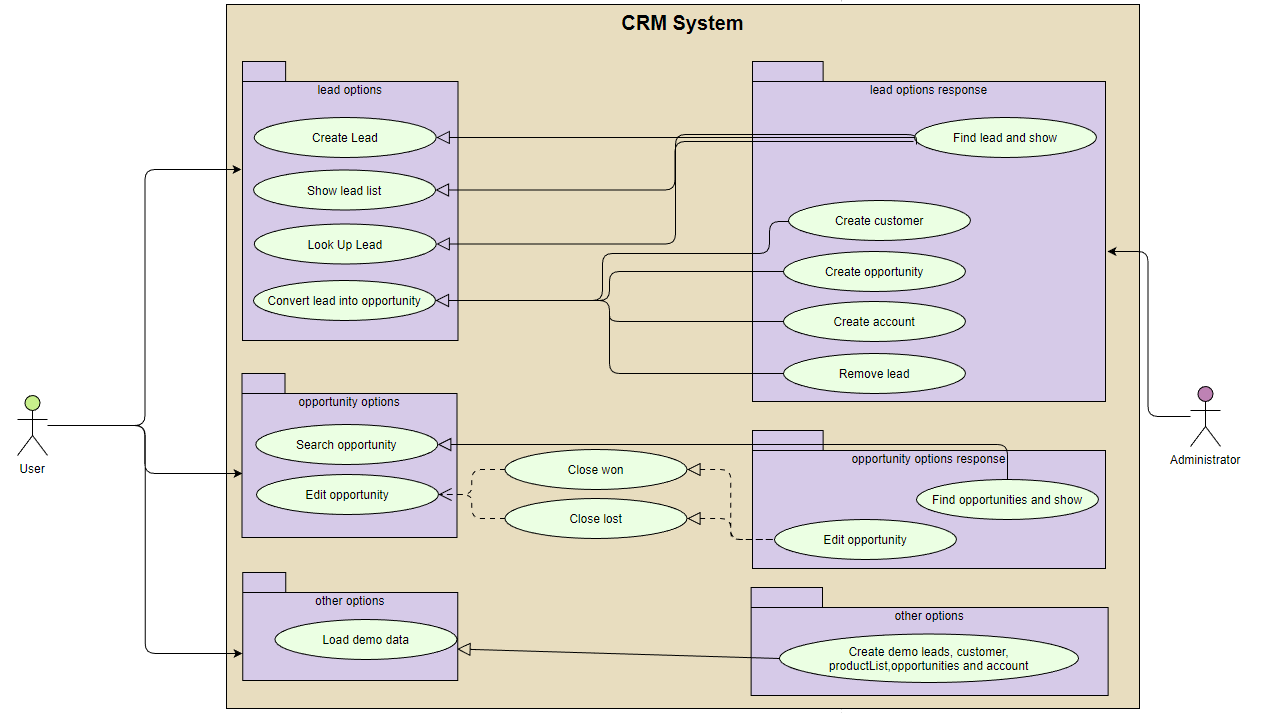 CRM System
lead options
Create Lead
Show lead list
Look Up Lead
Convert lead into opportunity
lead options response
Find lead and show
Create customer
Create opportunity
Create account
Remove lead
User
Administrator
opportunity options
Search opportunity
Edit opportunity
Close won
Close lost
opportunity options response
Find opportunities and show
Edit opportunity
other options
Load demo data
other options
Create demo leads, customer,
productList,opportunities and account